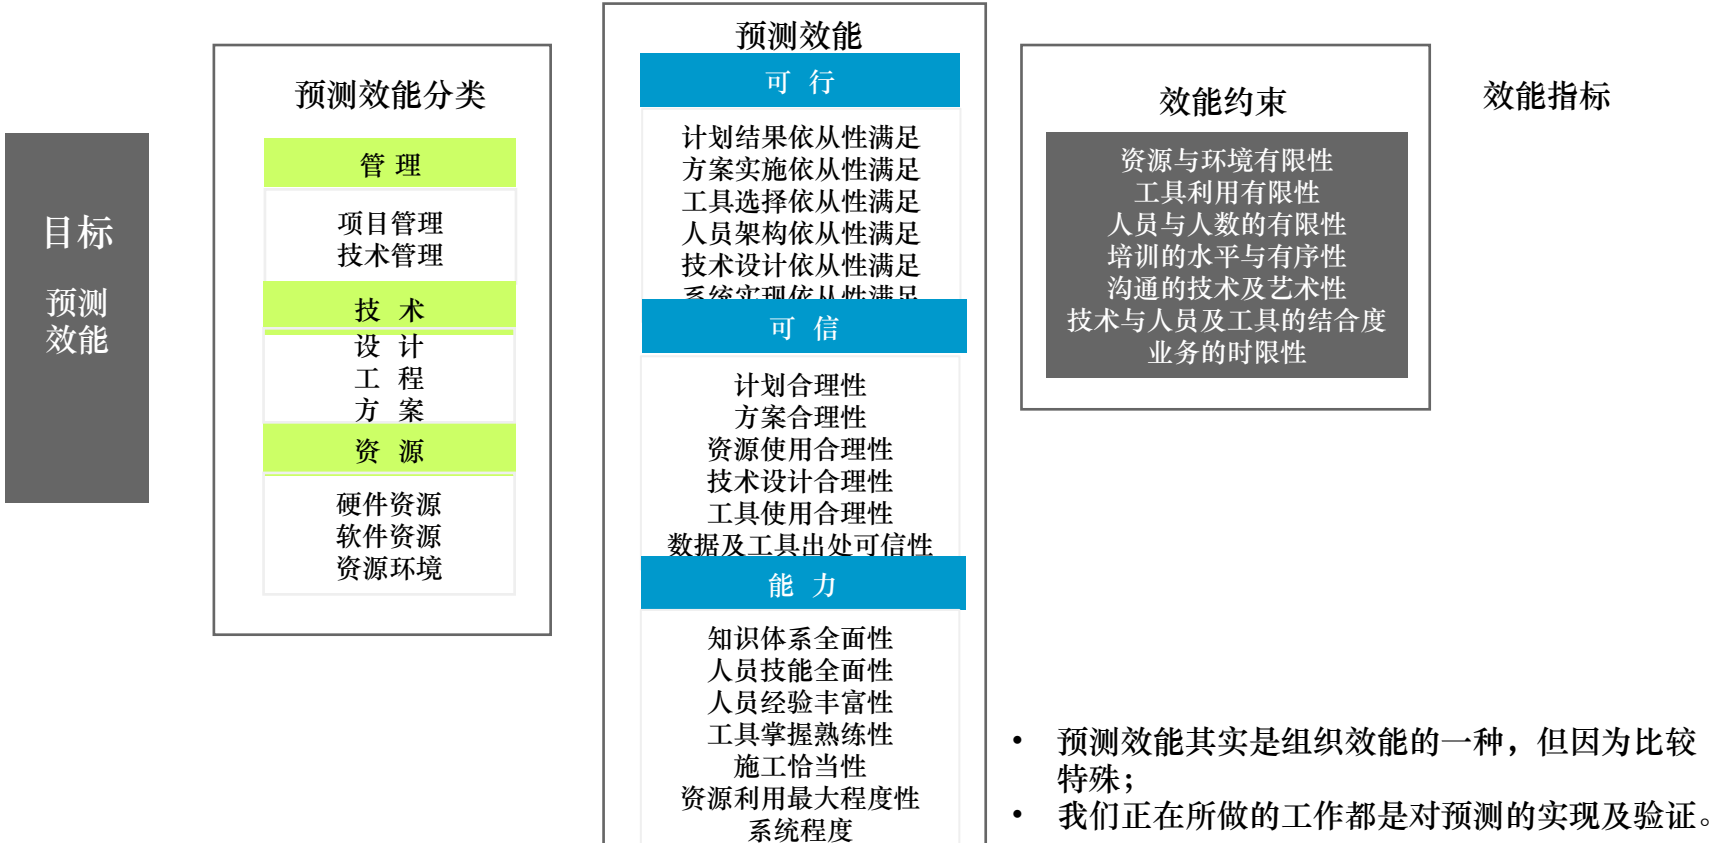 目标
预测
效能
预测效能分类
管 理
项目管理
技术管理
技 术
设 计
工 程
方 案
资 源
硬件资源
软件资源
资源环境
预测效能
可 行
计划结果依从性满足
方案实施依从性满足
工具选择依从性满足
人员架构依从性满足
技术设计依从性满足
系统实现依从性满足
可 信
计划合理性
方案合理性
资源使用合理性
技术设计合理性
工具使用合理性
数据及工具出处可信性
能 力
知识体系全面性
人员技能全面性
人员经验丰富性
工具掌握熟练性
施工恰当性
资源利用最大程度性
系统程度
效能约束
资源与环境有限性
工具利用有限性
人员与人数的有限性
培训的水平与有序性
沟通的技术及艺术性
技术与人员及工具的结合度
业务的时限性
效能指标
• 预测效能其实是组织效能的一种，但因为比较
特殊；
• 我们正在所做的工作都是对预测的实现及验证。